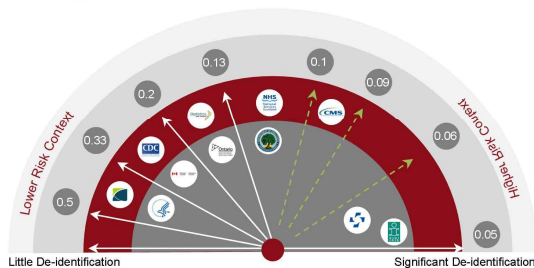 0.13
0.1
0.2
0.09
0.33
0.06
0.5
0.05
Lower Risk Context
Higher Risk Context
NHS
CMS
CDC
Ontario
Little De-identification
Significant De-identification